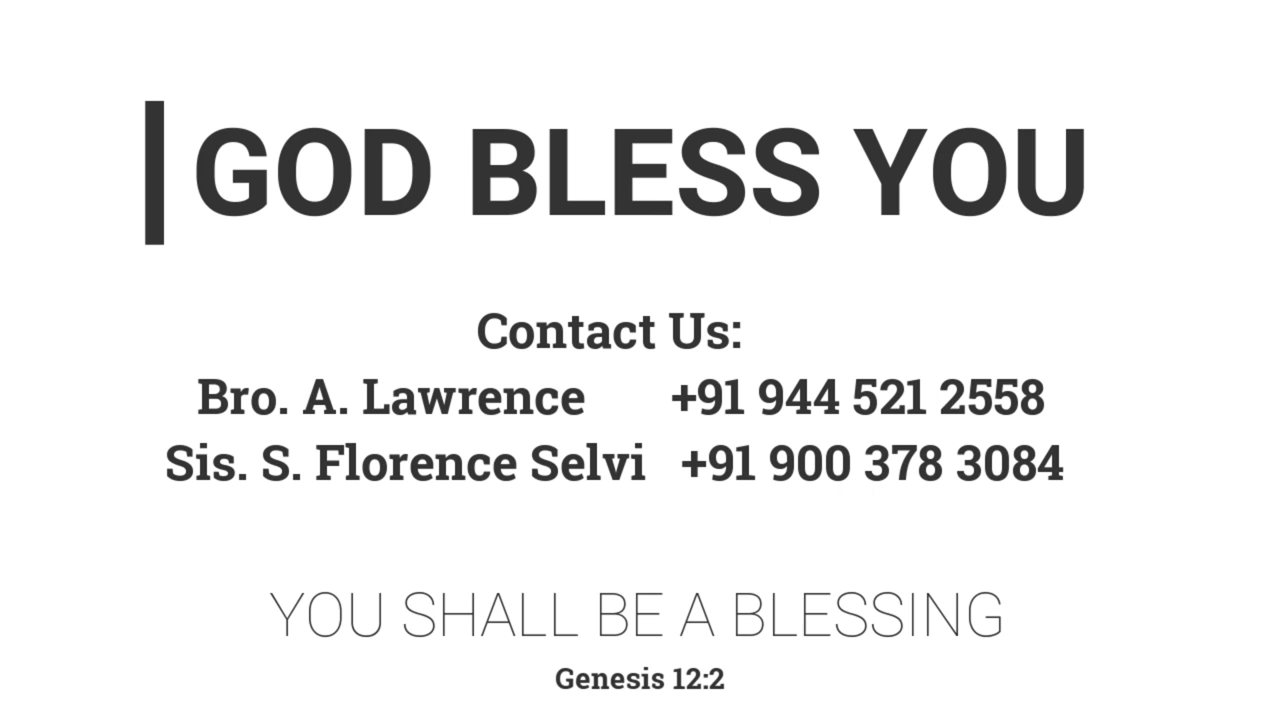 GOD BLESS YOU
Contact Us:
Bro. A. Lawrence +91 944 521 2558
Sis. S. Florence Selvi +91 900 378 3084
YOU SHALL BE A BLESSING
Genesis 12:2